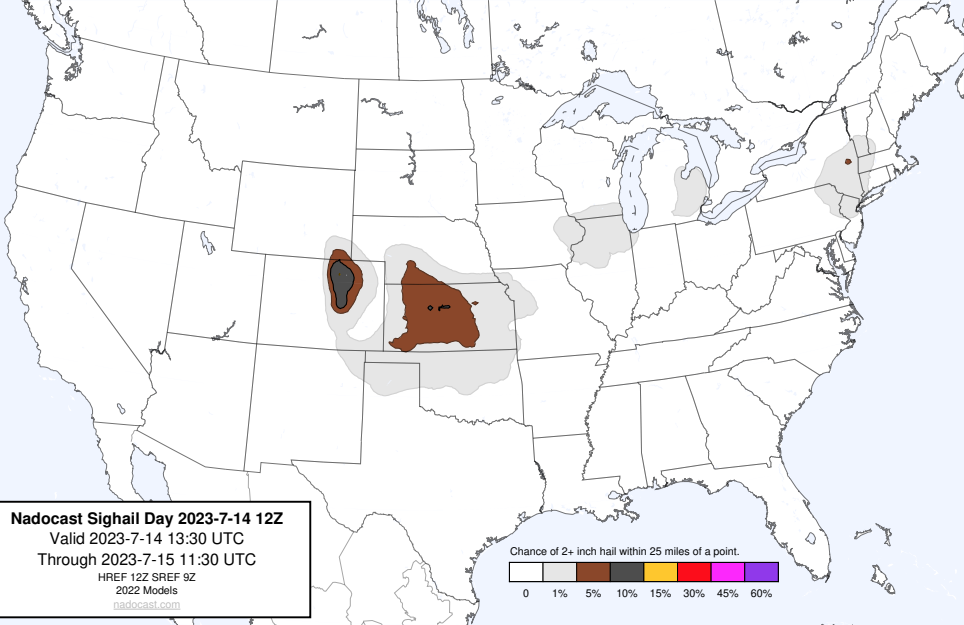 Nadocast Sighail Day 2023-7-14 12Z
Valid 2023-7-14 13:30 UTC
Through 2023-7-15 11:30 UTC
HREF 12Z SREF 9Z
2022 Models
nadocast.com
Chance of 2+ inch hail within 25 miles of a point.
0 1% 5% 10% 15% 30% 45% 60%